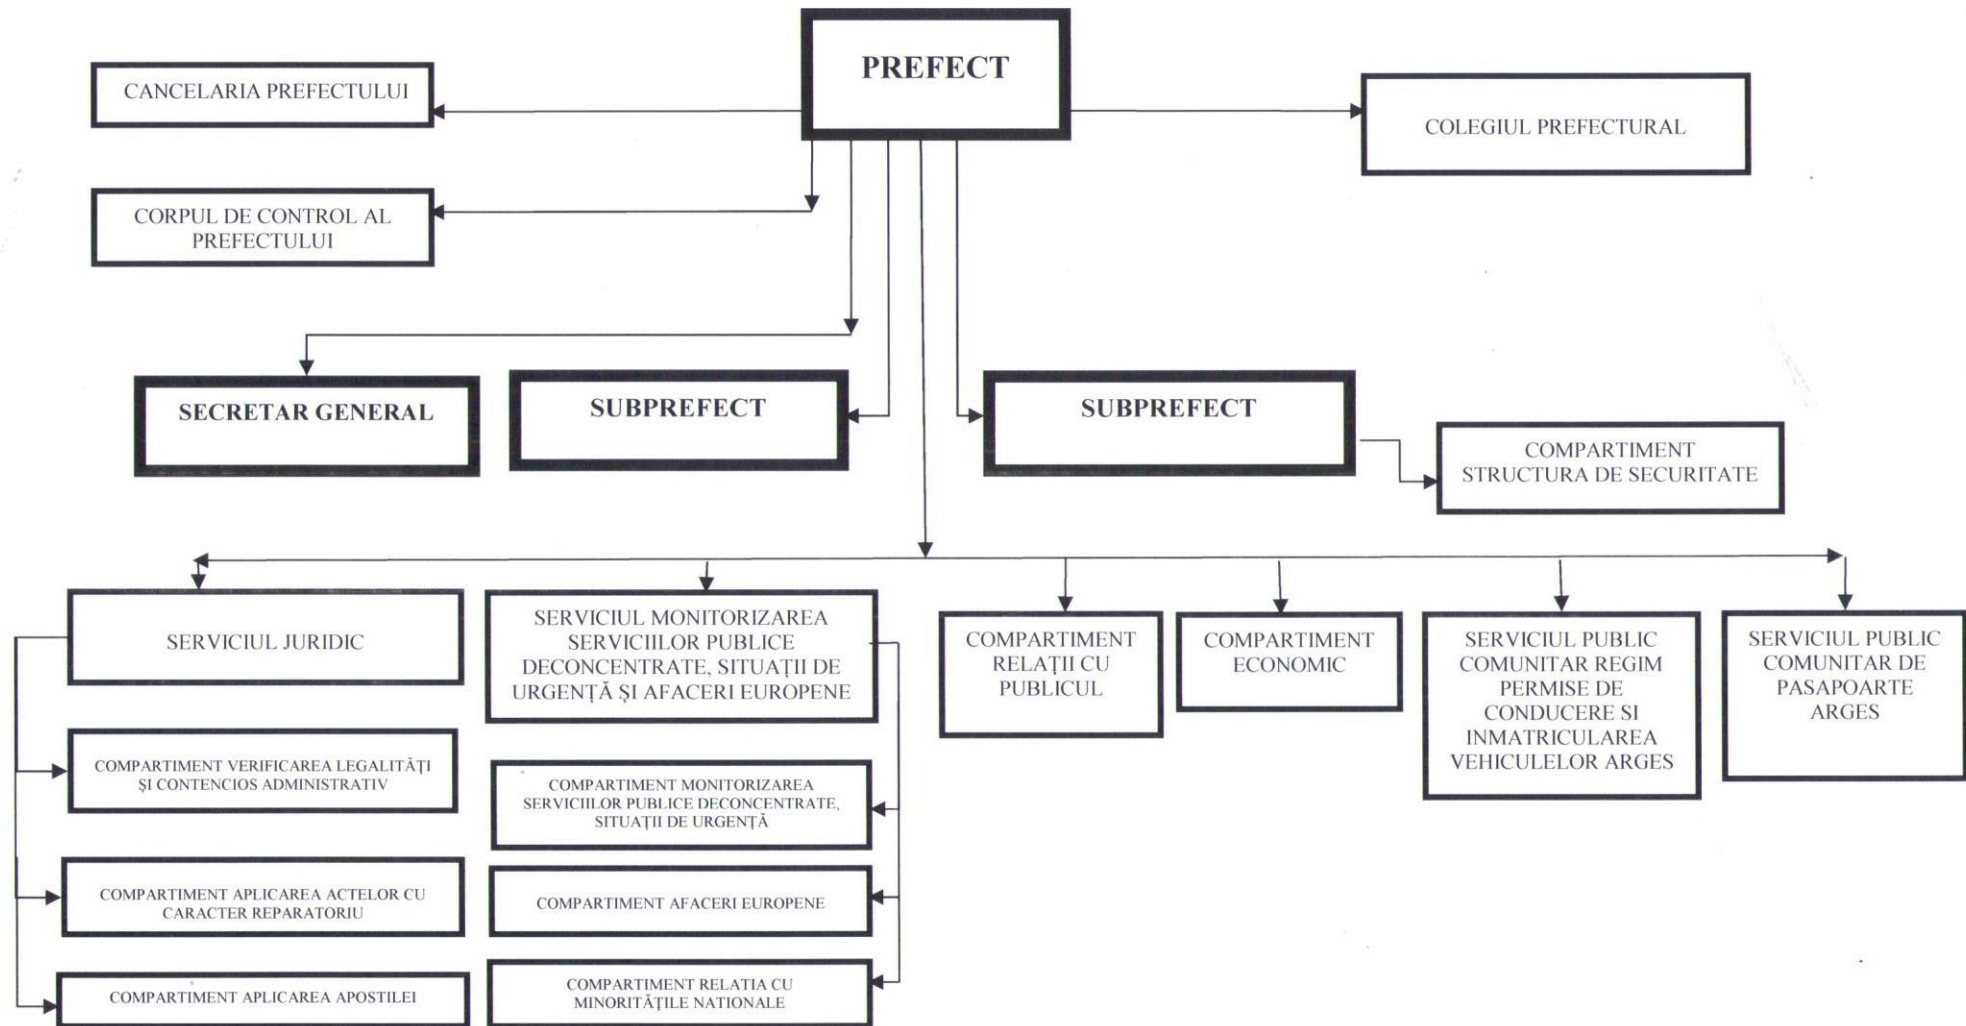 PREFECT
CANCELARIA PREFECTULUI
COLEGIUL PREFECTURAL
CORPUL DE CONTROL AL
PREFECTULUI
SECRETAR GENERAL
SUBPREFECT
SUBPREFECT
COMPARTIMENT
STRUCTURA DE SECURITATE
SERVICIUL JURIDIC
SERVICIUL MONITORIZAREA
SERVICIILOR PUBLICE
DECONCENTRATE, SITUAȚII DE
URGENȚĂ ȘI AFACERI EUROPENE
COMPARTIMENT
RELAȚII CU
PUBLICUL
COMPARTIMENT
ECONOMIC
SERVICIUL PUBLIC
COMUNITAR REGIM
PERMISE DE
CONDUCERE SI
INMATRICULAREA
VEHICULELOR ARGES
SERVICIUL PUBLIC
COMUNITAR DE
PASAPOARTE
ARGES
COMPARTIMENT VERIFICAREA LEGALITĂȚI
ȘI CONTENCIOS ADMINISTRATIV
COMPARTIMENT APLICAREA ACTELOR CU
CARACTER REPARATORIU
COMPARTIMENT APLICAREA APOSTILEI
COMPARTIMENT MONITORIZAREA
SERVICIILOR PUBLICE DECONCENTRATE,
SITUAȚII DE URGENȚĂ
COMPARTIMENT AFACERI EUROPENE
COMPARTIMENT RELATIA CU
MINORITĂȚILE NATIONALE